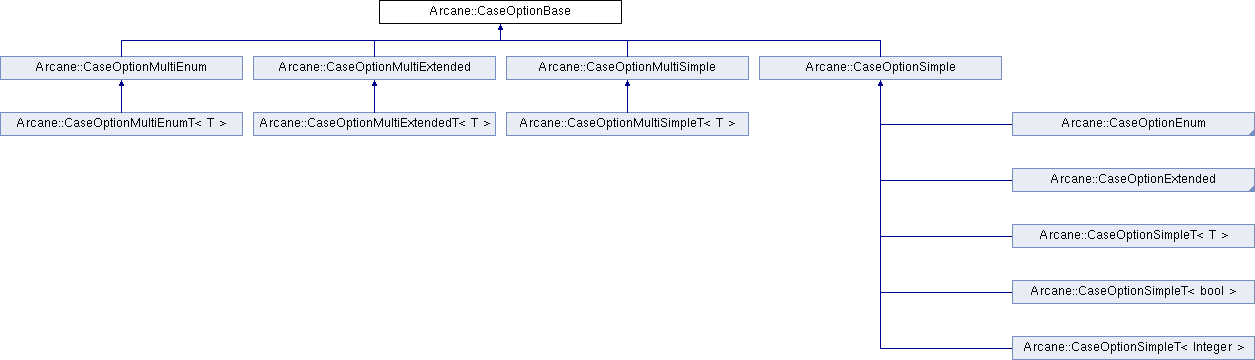 Arcane::CaseOptionBase
Arcane::CaseOptionMultiEnum
Arcane::CaseOptionMultiExtended
Arcane::CaseOptionMultiSimple
Arcane::CaseOptionSimple
Arcane::CaseOptionMultiEnumT< T >
Arcane::CaseOptionMultiExtendedT< T >
Arcane::CaseOptionMultiSimpleT< T >
Arcane::CaseOptionEnum
Arcane::CaseOptionExtended
Arcane::CaseOptionSimpleT< T >
Arcane::CaseOptionSimpleT< bool >
Arcane::CaseOptionSimpleT< Integer >